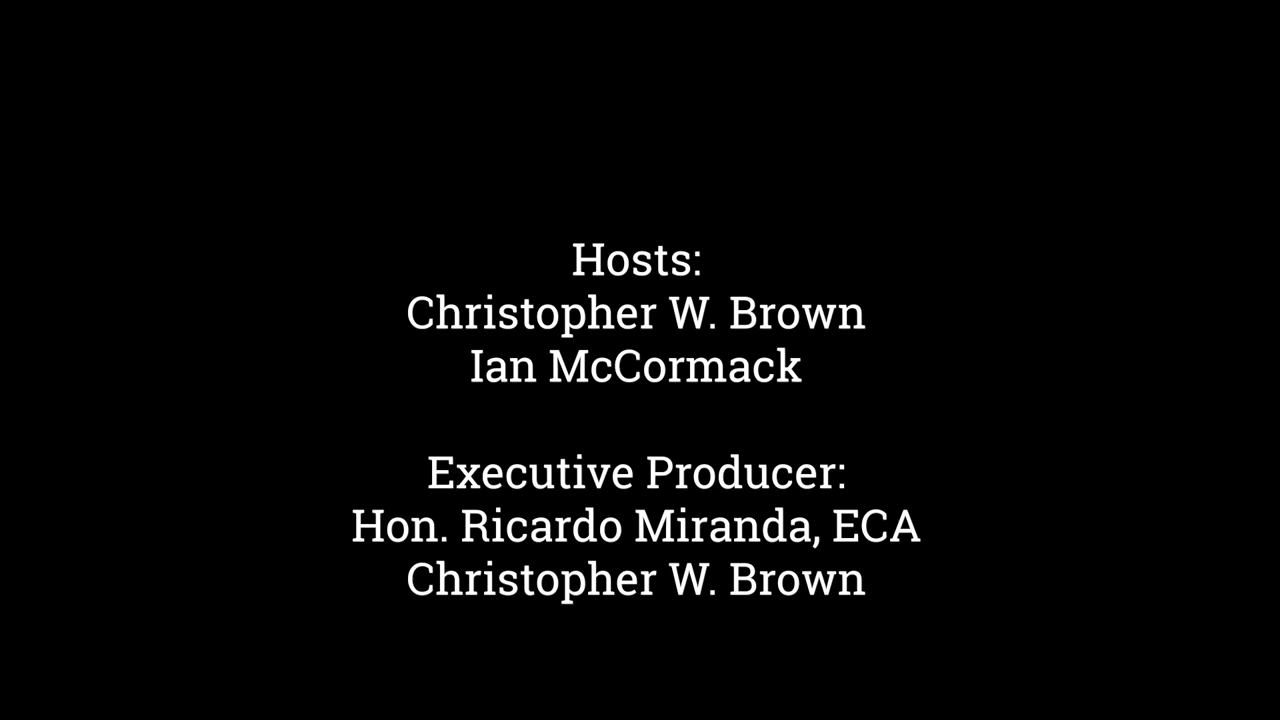 Hosts:
Christopher W. Brown
Ian McCormack
Executive Producer:
Hon. Ricardo Miranda, ECA
Christopher W. Brown